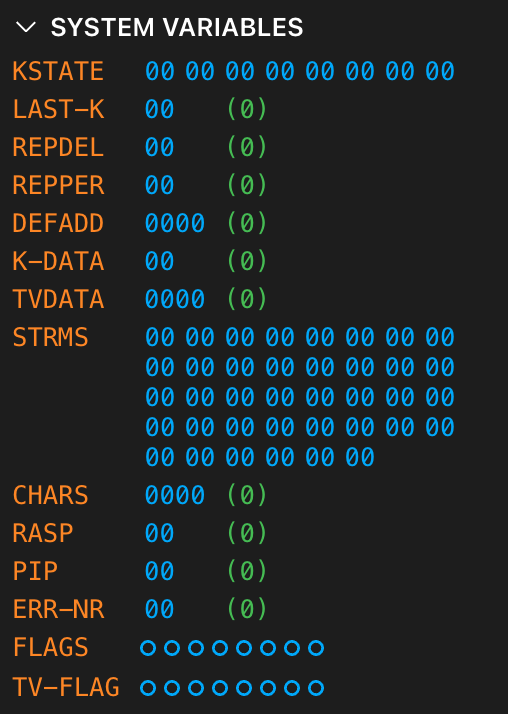 SYSTEM VARIABLES
KSTATE 00 00 00 00 00 00 00 00
LAST-K 00 (0)
REPDEL 00 (0)
REPPER 00 (0)
DEFADD 0000 (0)
K-DATA 00 (0)
TVDATA 0000 (0)
STRMS 00 00 00 00 00 00 00 00
00 00 00 00 00 00 00 00
00 00 00 00 00 00 00 00
00 00 00 00 00 00 00 00
00 00 00 00 00 00
CHARS 0000 (0)
RASP 00 (0)
PIP 00 (0)
ERR-NR 00 (0)
FLAGS
TV-FLAG